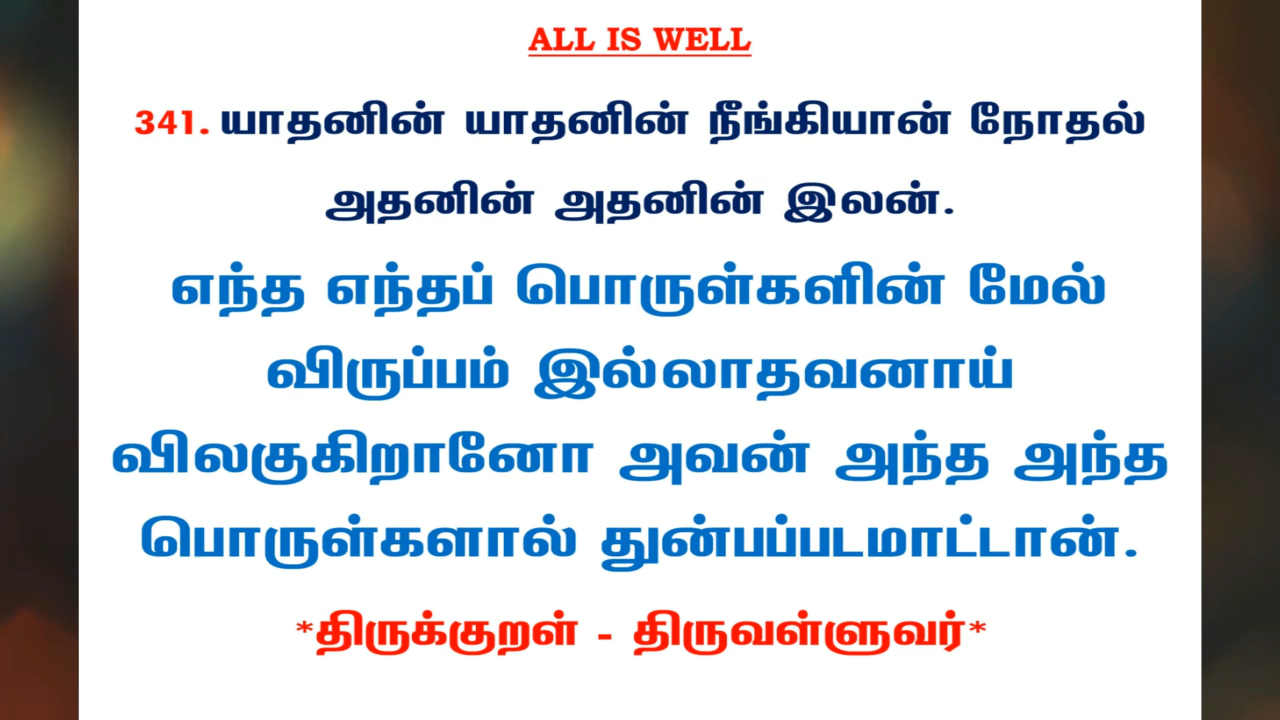 ALL IS WELL
341. யாதனின் யாதனின் நீங்கியான் நோதல்
அதனின் அதனின் இலன்.
எந்த எந்தப் பொருள்களின் மேல்
விருப்பம் இல்லாதவனாய்
விலகுகிறானோ அவன் அந்த அந்த
பொருள்களால் துன்பப்படமாட்டான்.
*திருக்குறள் - திருவள்ளுவர்*